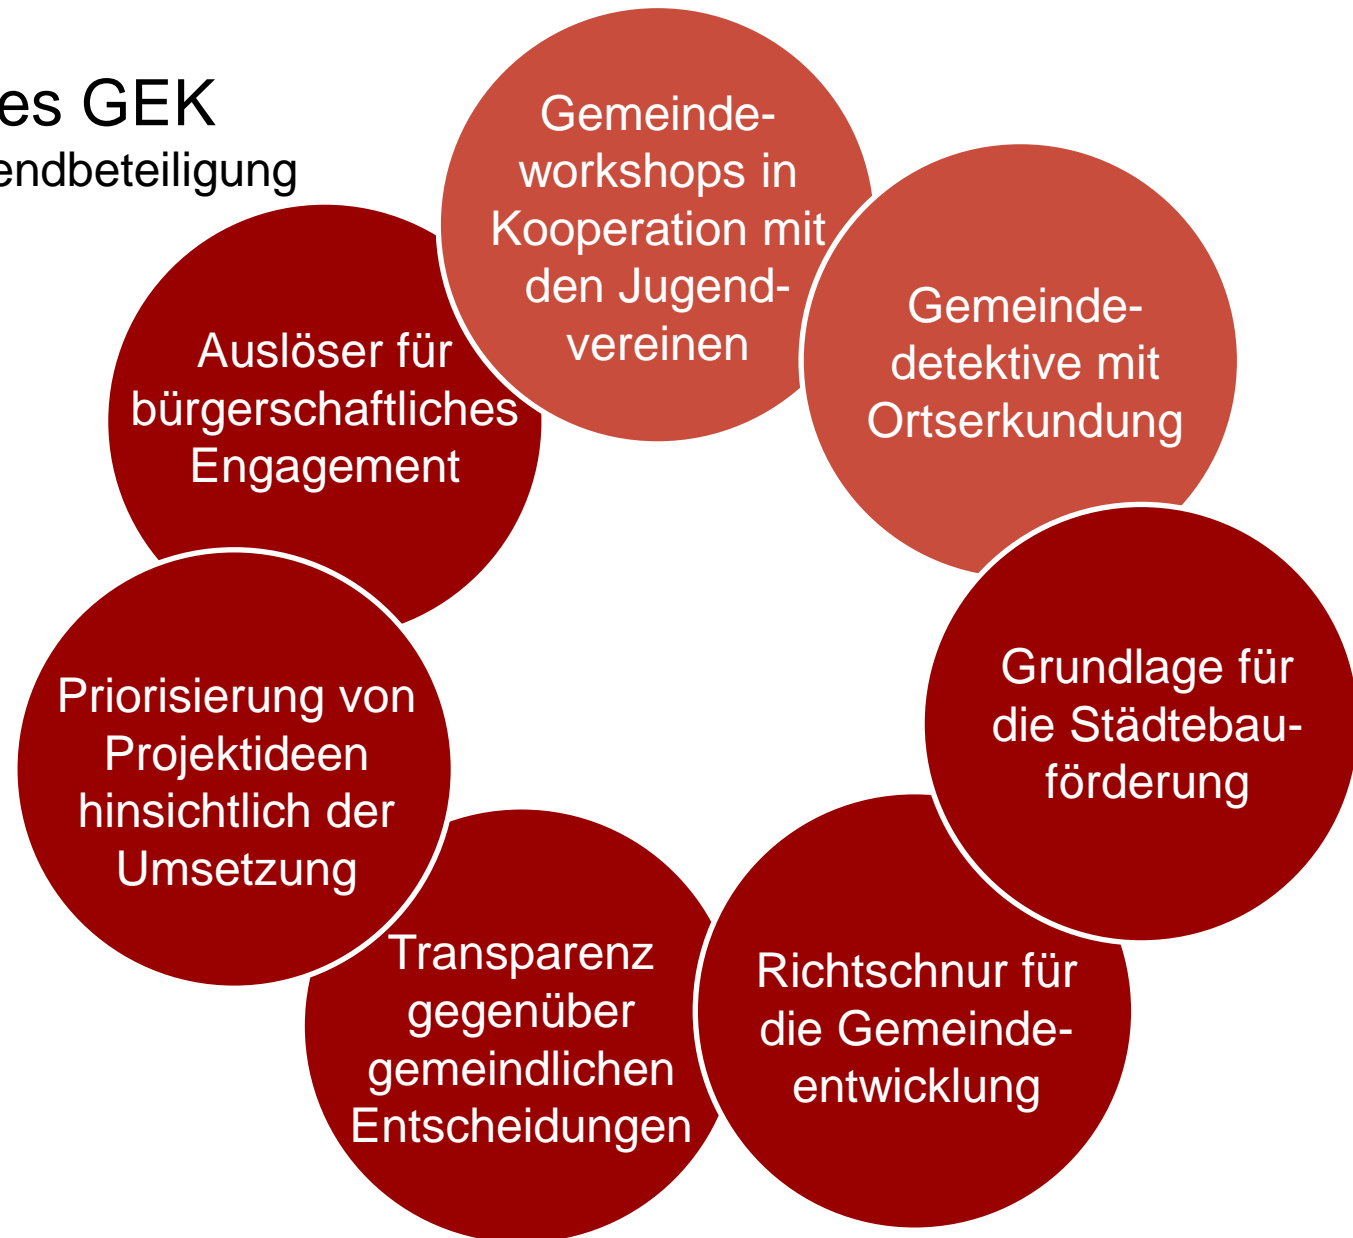 es GEK
endbeteiligung
Gemeinde-
workshops in
Kooperation mit
den Jugend-
vereinen
Gemeinde-
detektive mit
Ortserkundung
Grundlage für
die Städtebau-
förderung
Richtschnur für
die Gemeinde-
entwicklung
Transparenz
gegenüber
gemeindlichen
Entscheidungen
Priorisierung von
Projektideen
hinsichtlich der
Umsetzung
Auslöser für
bürgerschaftliches
Engagement